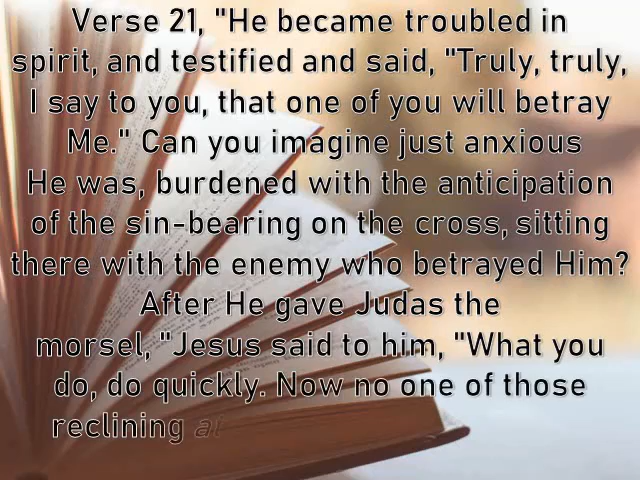 Verse 21, "He became troubled in
spirit, and testified and said, "Truly, truly,
I say to you, that one of you will betray
Me." Can you imagine just anxious
He was, burdened with the anticipation
of the sin-bearing on the cross, sitting
there with the enemy who betrayed Him?
After He gave Judas the
morsel, "Jesus said to him, "What you
do, do quickly. Now no one of those
reclining